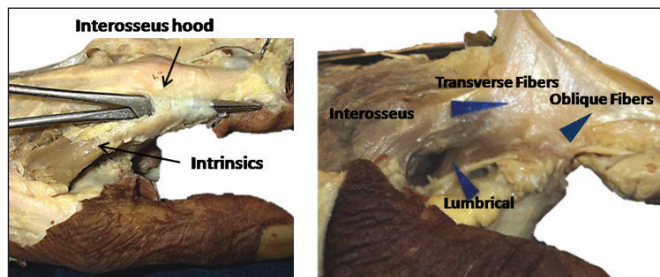 Interosseus hood
Intrinsics
Transverse Fibers
Oblique Fibers
Interosseus
Lumbrical